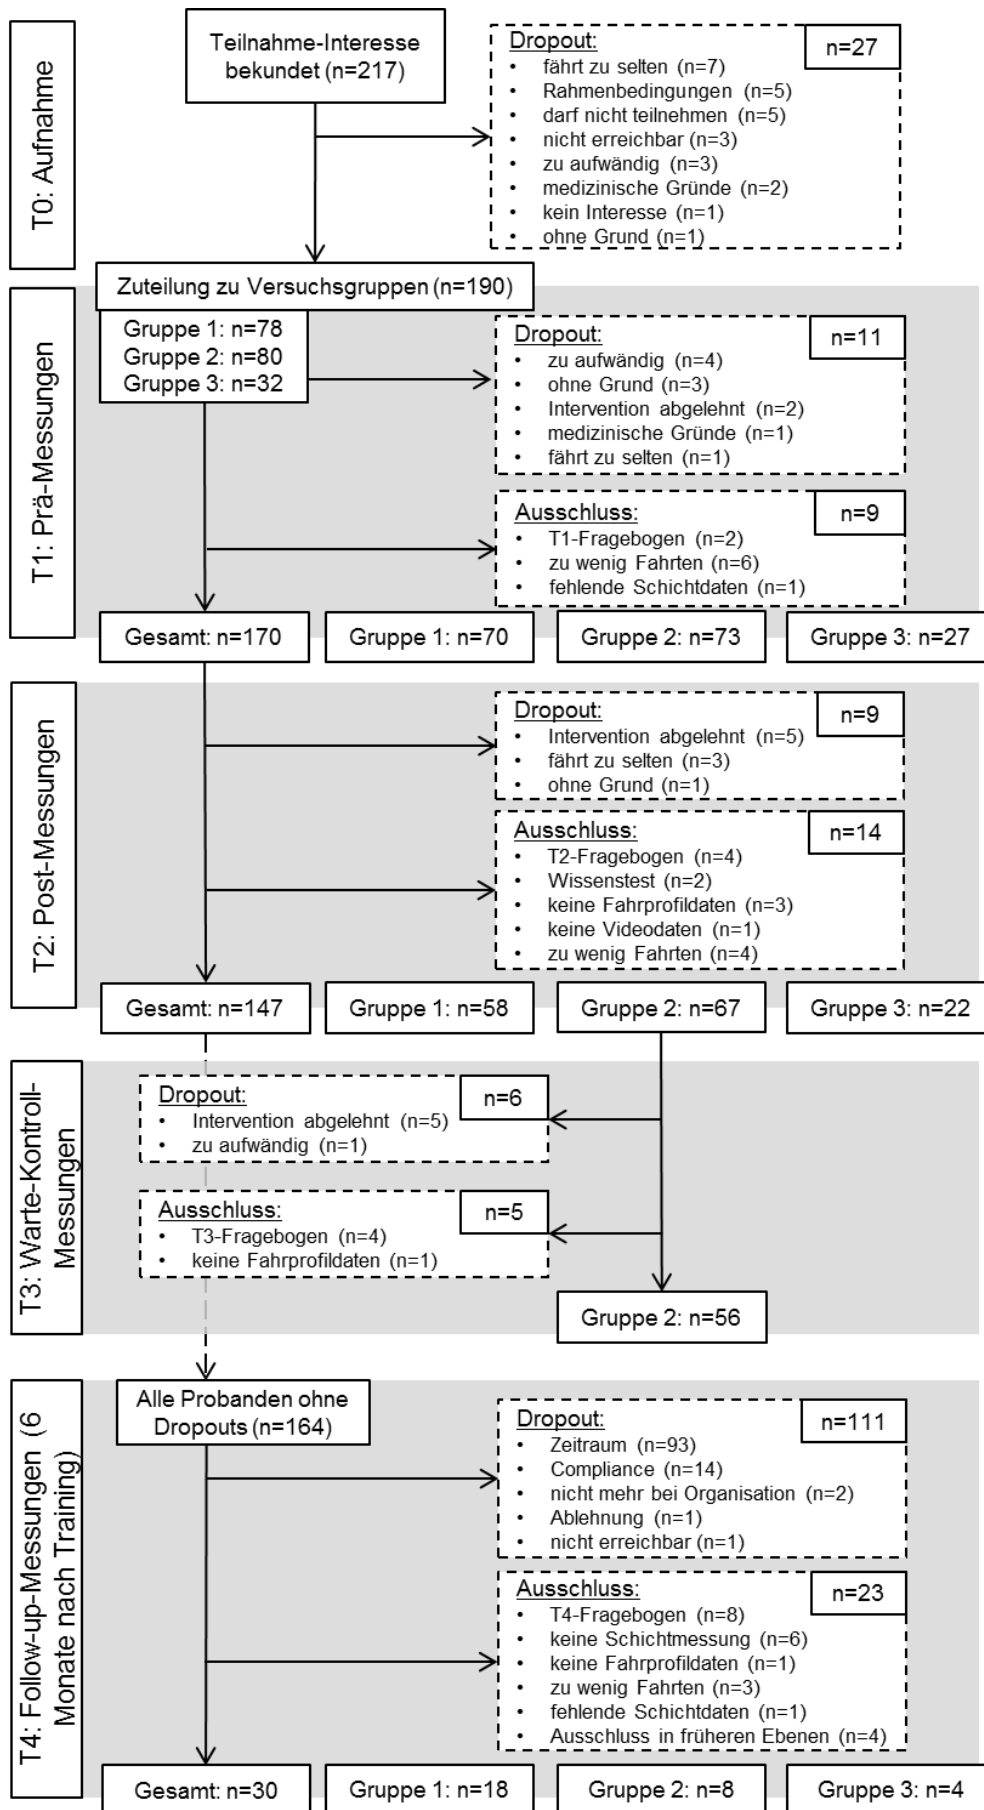 T0: Aufnahme
Teilnahme-Interesse
bekundet (n=217)
Dropout:
n=27
• fährt zu selten (n=7)
• Rahmenbedingungen (n=5)
• darf nicht teilnehmen (n=5)
• nicht erreichbar (n=3)
• zu aufwändig (n=3)
• medizinische Gründe (n=2)
• kein Interesse (n=1)
• ohne Grund (n=1)
Zuteilung zu Versuchsgruppen (n=190)
T1: Prä-Messungen
Gruppe 1: n=78
Gruppe 2: n=80
Gruppe 3: n=32
Dropout:
n=11
• zu aufwändig (n=4)
• ohne Grund (n=3)
• Intervention abgelehnt (n=2)
• medizinische Gründe (n=1)
• fährt zu selten (n=1)
Ausschluss:
n=9
• T1-Fragebogen (n=2)
• zu wenig Fahrten (n=6)
• fehlende Schichtdaten (n=1)
Gesamt: n=170
Gruppe 1: n=70
Gruppe 2: n=73
Gruppe 3: n=27
T2: Post-Messungen
Dropout:
n=9
• Intervention abgelehnt (n=5)
• fährt zu selten (n=3)
• ohne Grund (n=1)
Ausschluss:
n=14
• T2-Fragebogen (n=4)
• Wissenstest (n=2)
• keine Fahrprofildaten (n=3)
• keine Videodaten (n=1)
• zu wenig Fahrten (n=4)
Gesamt: n=147
Gruppe 1: n=58
Gruppe 2: n=67
Gruppe 3: n=22
T3: Warte-Kontroll-
Messungen
Dropout:
n=6
• Intervention abgelehnt (n=5)
• zu aufwändig (n=1)
Ausschluss:
n=5
• T3-Fragebogen (n=4)
• keine Fahrprofildaten (n=1)
Gruppe 2: n=56
T4: Follow-up-Messungen (6
Monate nach Training)
Alle Probanden ohne
Dropouts (n=164)
Dropout:
n=111
• Zeitraum (n=93)
• Compliance (n=14)
• nicht mehr bei Organisation (n=2)
• Ablehnung (n=1)
• nicht erreichbar (n=1)
Ausschluss:
n=23
• T4-Fragebogen (n=8)
• keine Schichtmessung (n=6)
• keine Fahrprofildaten (n=1)
• zu wenig Fahrten (n=3)
• fehlende Schichtdaten (n=1)
• Ausschluss in früheren Ebenen (n=4)
Gesamt: n=30
Gruppe 1: n=18
Gruppe 2: n=8
Gruppe 3: n=4